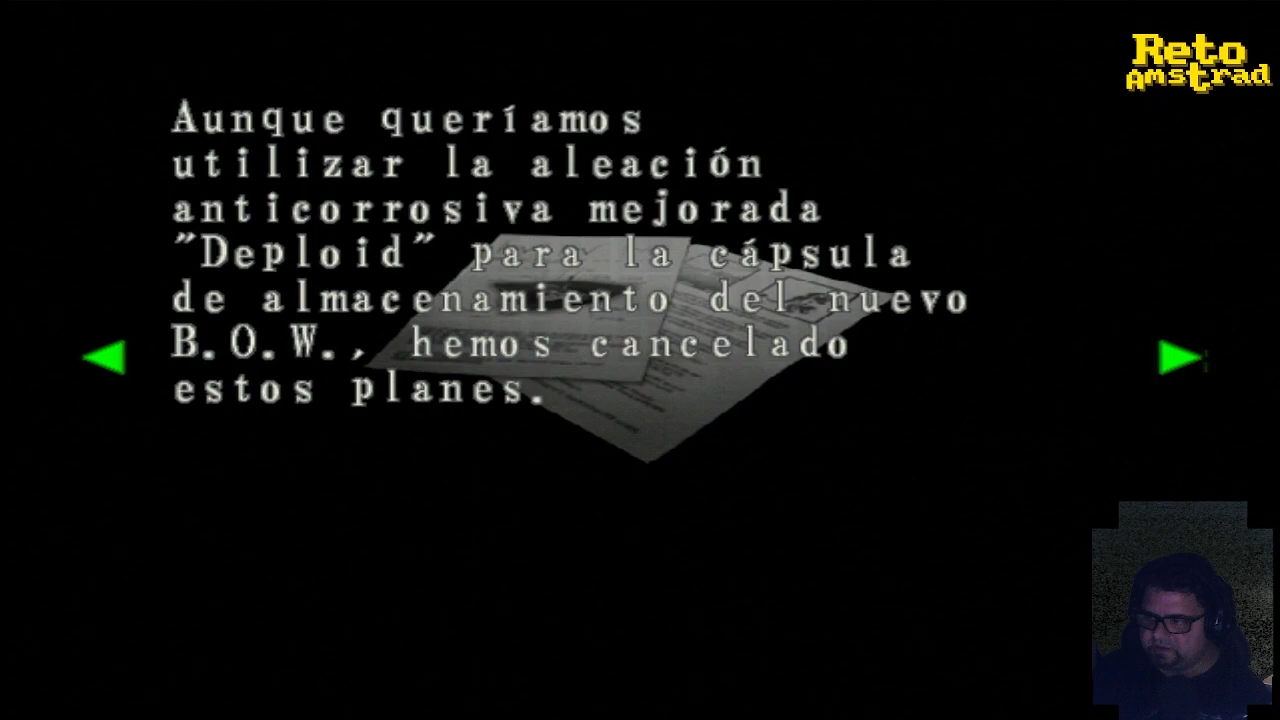 Reto
Amstrad
Aunque queríamos
utilizar la aleación
anticorrosiva mejorada
"Deploid" para la cápsula
de almacenamiento del nuevo
B.O.W., hemos cancelado
estos planes.